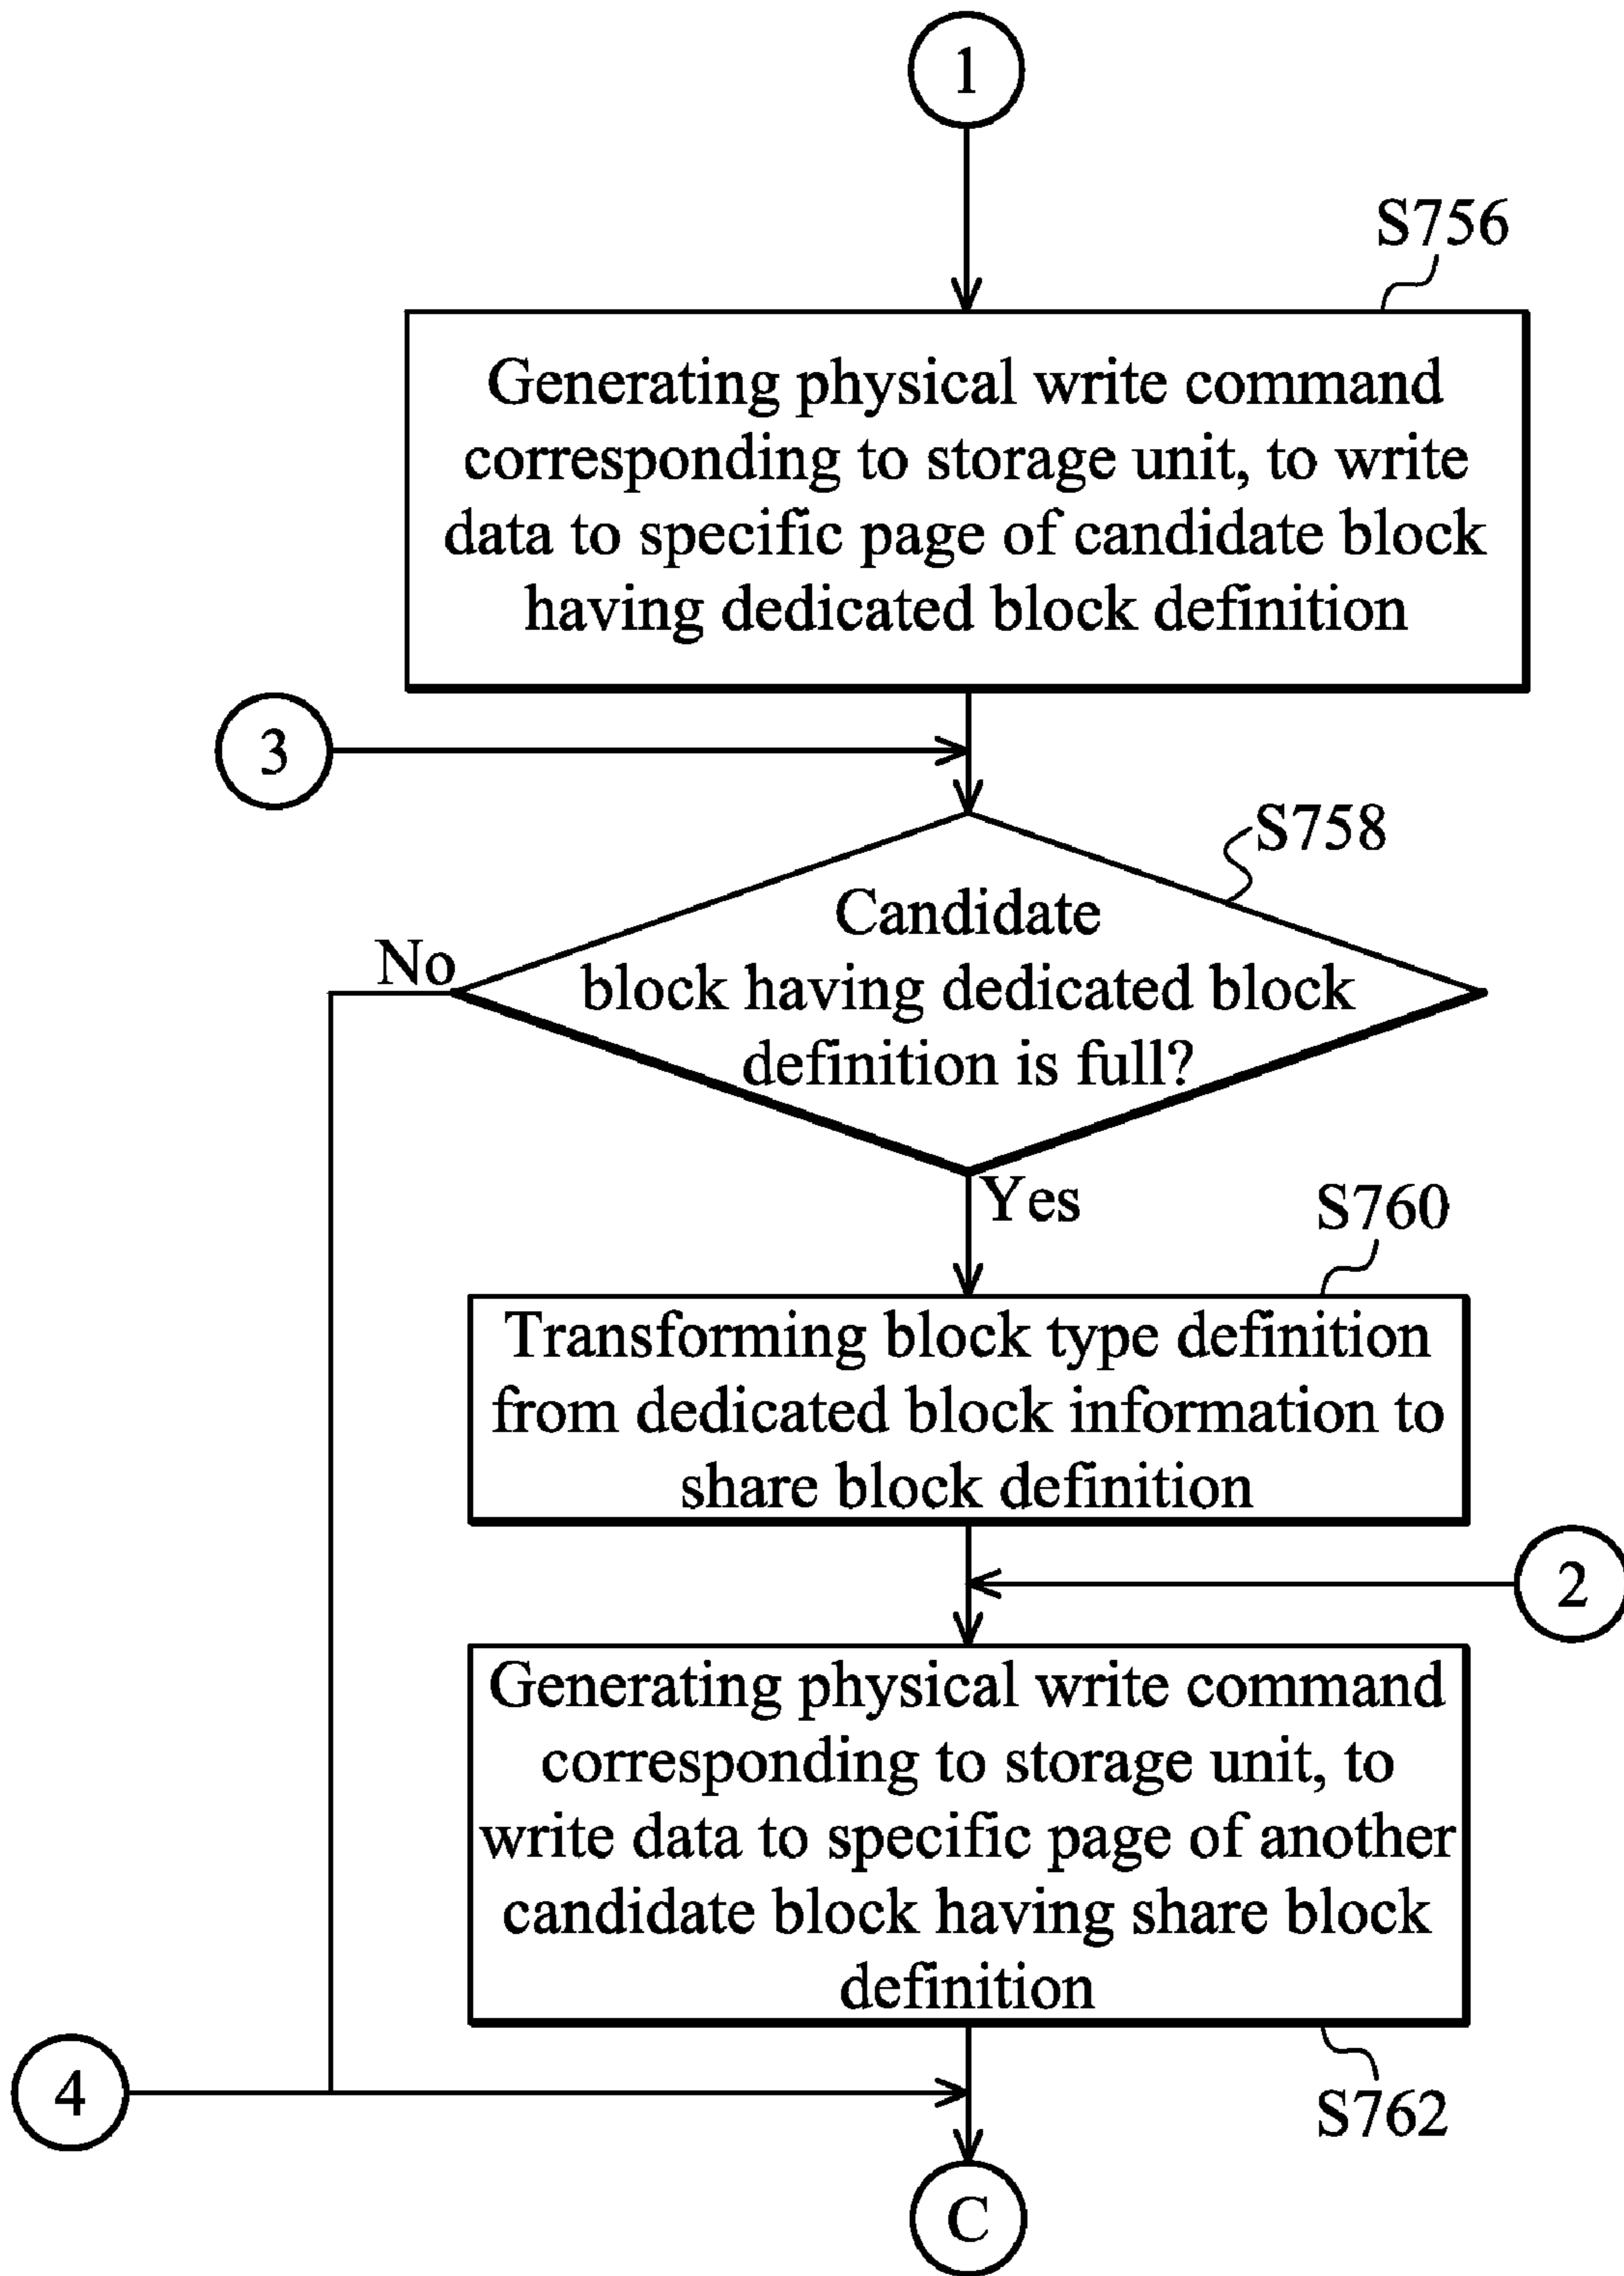 1
S756
Generating physical write command
corresponding to storage unit, to write
data to specific page of candidate block
having dedicated block definition
3
S758
Candidate
block having dedicated block
definition is full?
No
Yes
S760
Transforming block type definition
from dedicated block information to
share block definition
2
Generating physical write command
corresponding to storage unit, to
write data to specific page of another
candidate block having share block
definition
4
S762
C